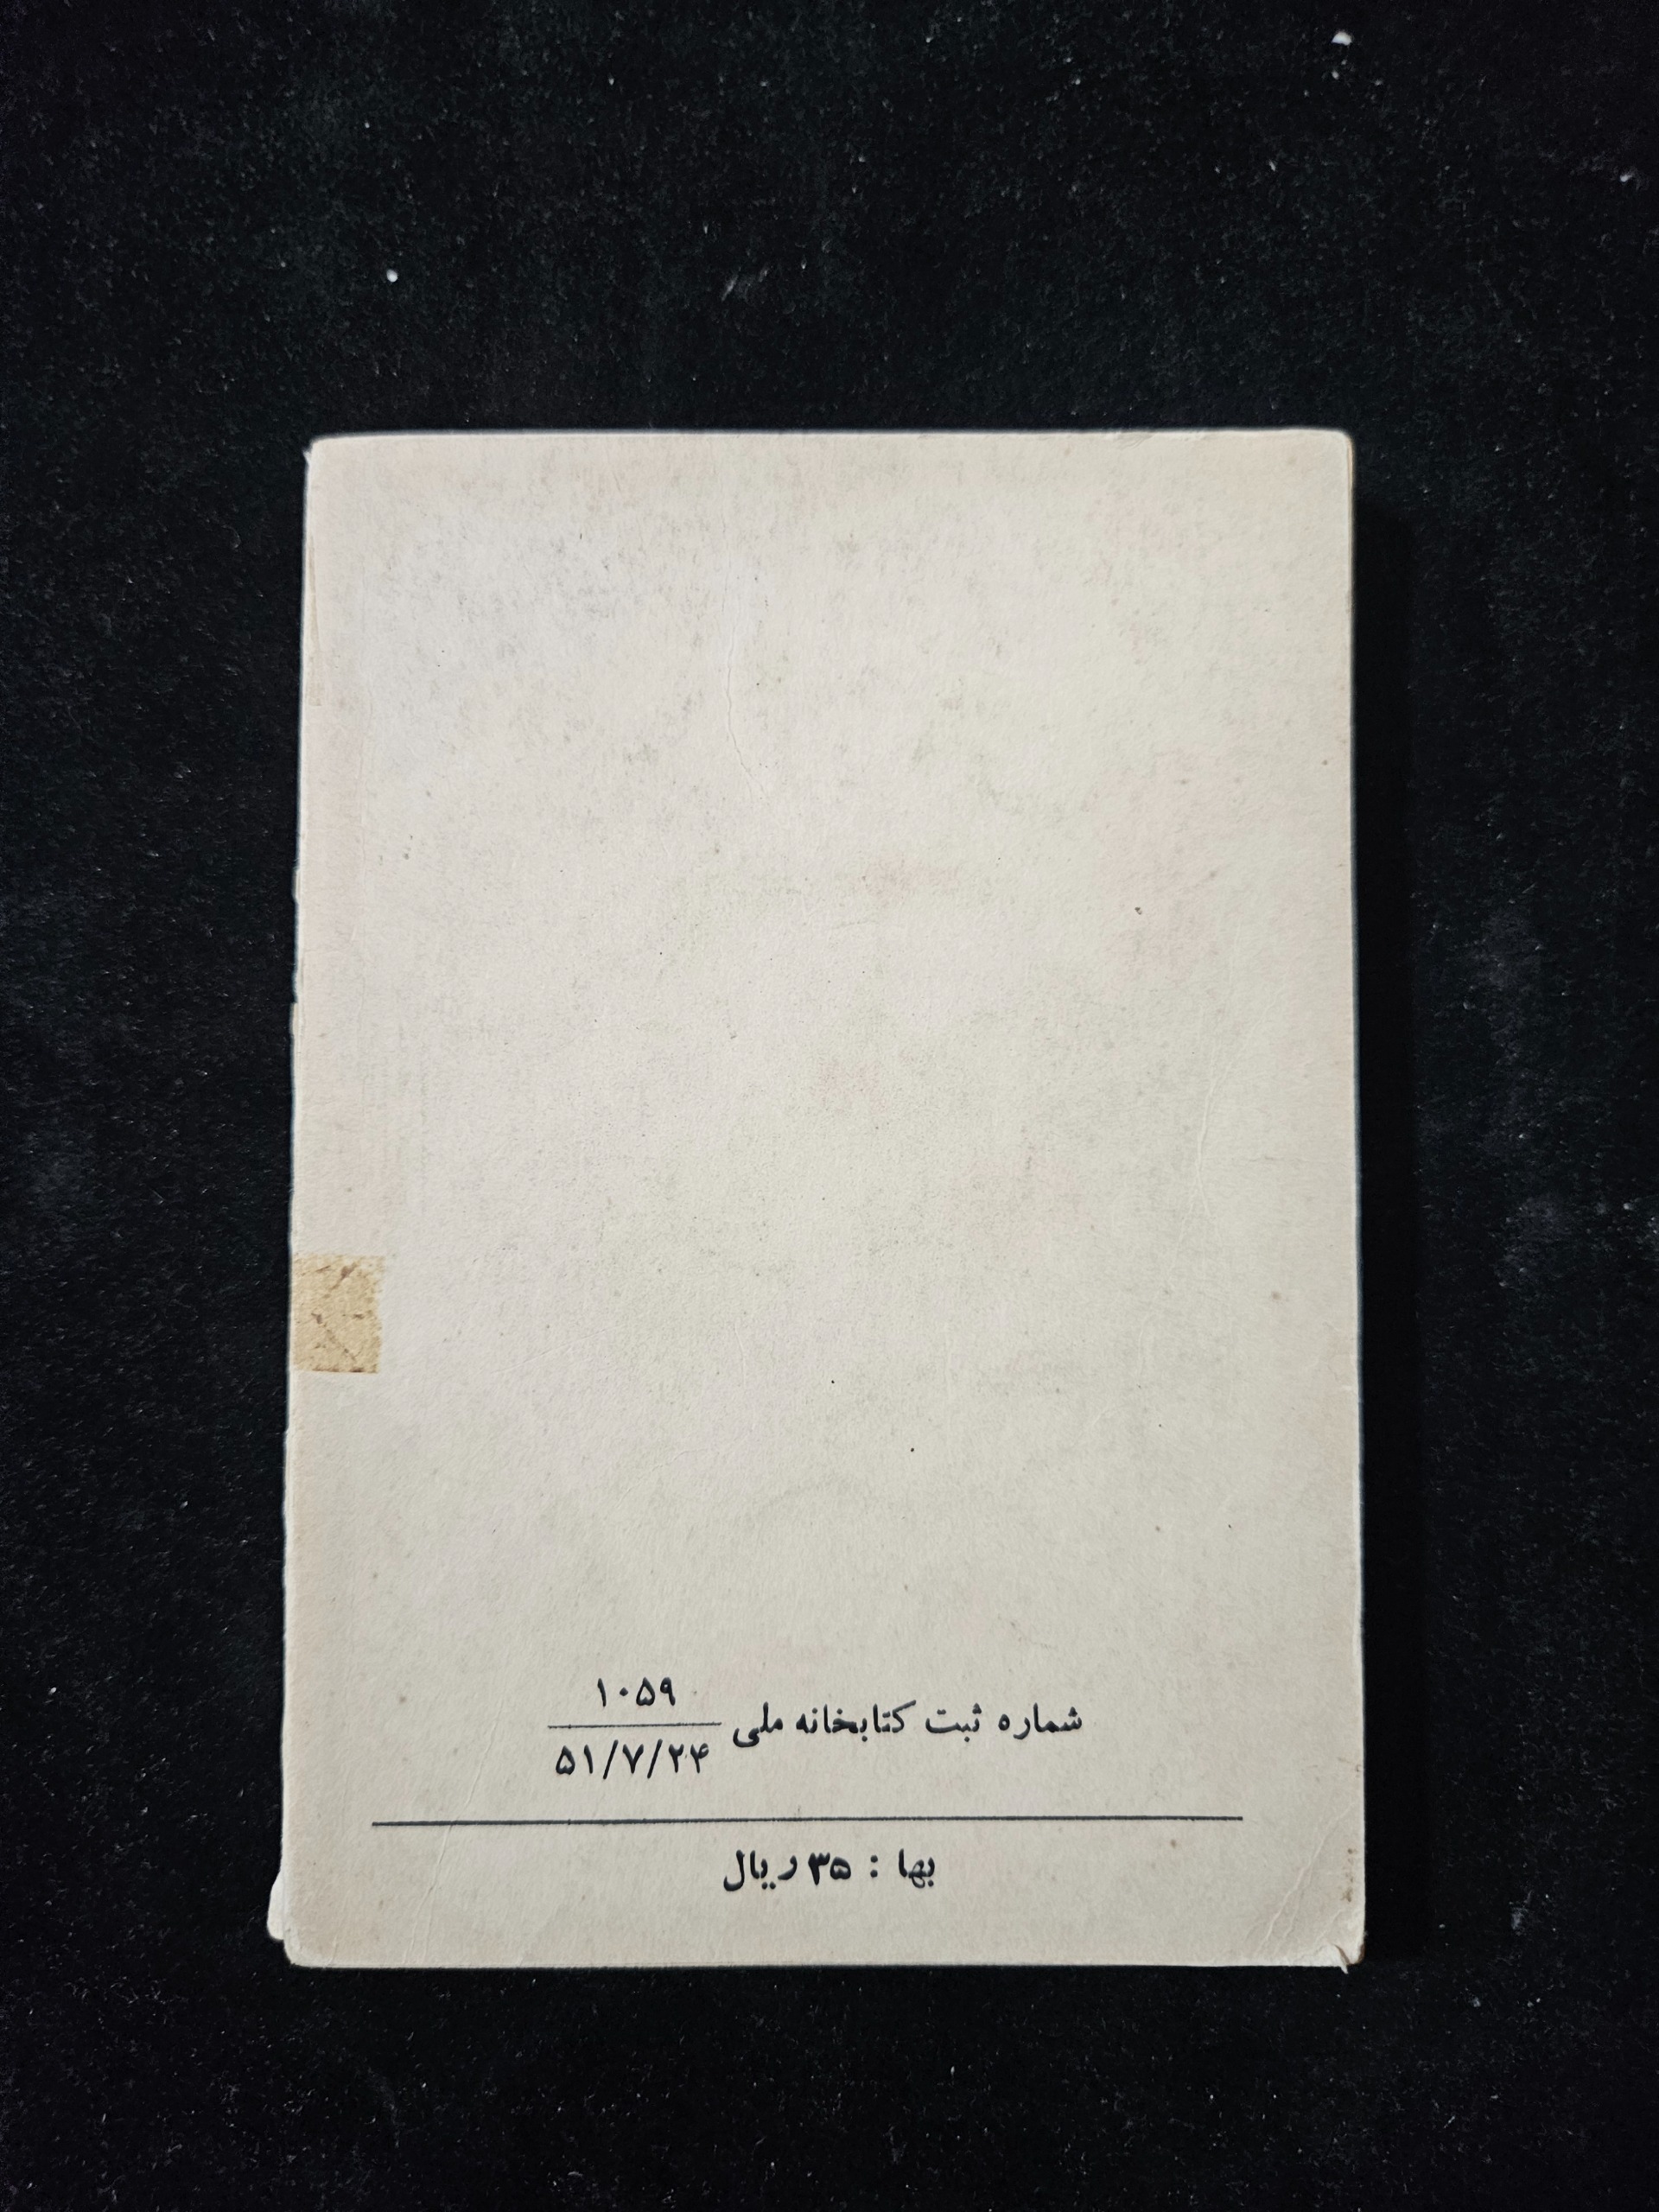 شماره ثبت کتابخانه ملی ۱۰۵۹
۵۱/۷/۲۴
بها : ۳۵ ریال